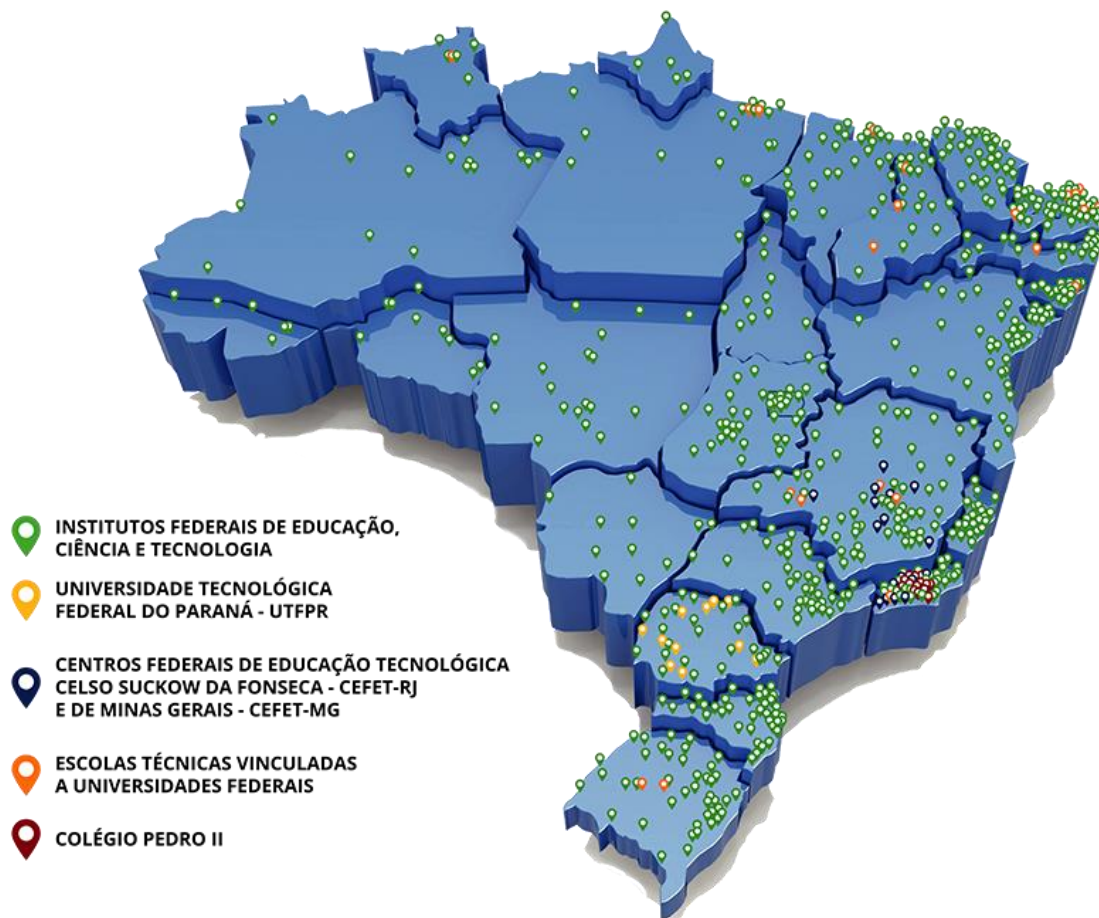 INSTITUTOS FEDERAIS DE EDUCAÇÃO,
CIÊNCIA E TECNOLOGIA
UNIVERSIDADE TECNOLÓGICA
FEDERAL DO PARANÁ - UTFPR
CENTROS FEDERAIS DE EDUCAÇÃO TECNOLÓGICA
CELSO SUCKOW DA FONSECA - CEFET-RJ
E DE MINAS GERAIS - CEFET-MG
ESCOLAS TÉCNICAS VINCULADAS
A UNIVERSIDADES FEDERAIS
COLÉGIO PEDRO II